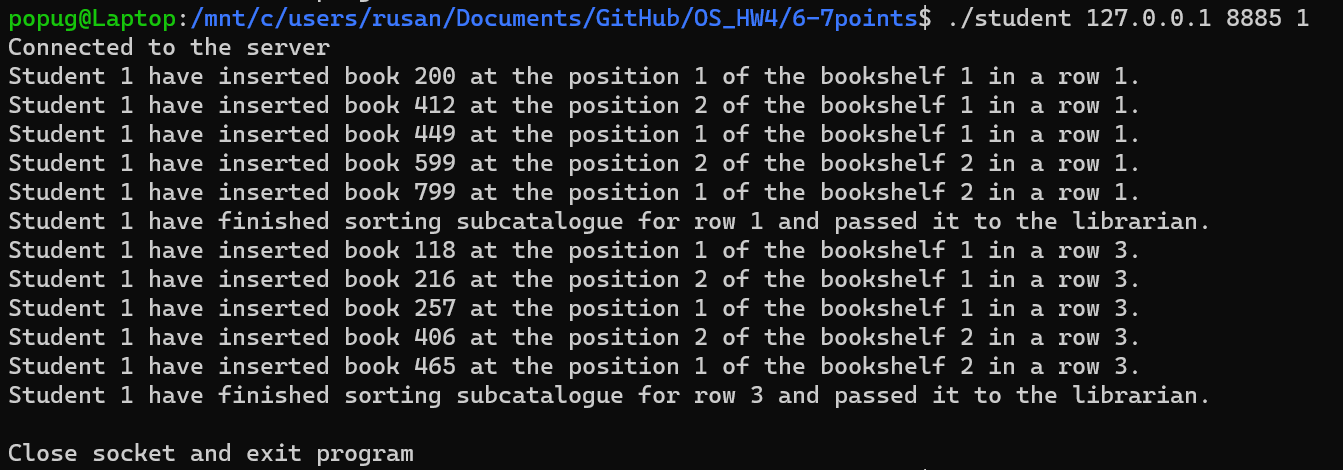 popug@Laptop:/mnt/c/users/rusan/Documents/GitHub/OS_HW4/6-7points$ ./student 127.0.0.1 8885 1
Connected to the server
Student 1 have inserted book 200 at the position 1 of the bookshelf 1 in a row 1.
Student 1 have inserted book 412 at the position 2 of the bookshelf 1 in a row 1.
Student 1 have inserted book 449 at the position 1 of the bookshelf 1 in a row 1.
Student 1 have inserted book 599 at the position 2 of the bookshelf 2 in a row 1.
Student 1 have inserted book 799 at the position 1 of the bookshelf 2 in a row 1.
Student 1 have finished sorting subcatalogue for row 1 and passed it to the librarian.
Student 1 have inserted book 118 at the position 1 of the bookshelf 1 in a row 3.
Student 1 have inserted book 216 at the position 2 of the bookshelf 1 in a row 3.
Student 1 have inserted book 257 at the position 1 of the bookshelf 1 in a row 3.
Student 1 have inserted book 406 at the position 2 of the bookshelf 2 in a row 3.
Student 1 have inserted book 465 at the position 1 of the bookshelf 2 in a row 3.
Student 1 have finished sorting subcatalogue for row 3 and passed it to the librarian.
Close socket and exit program